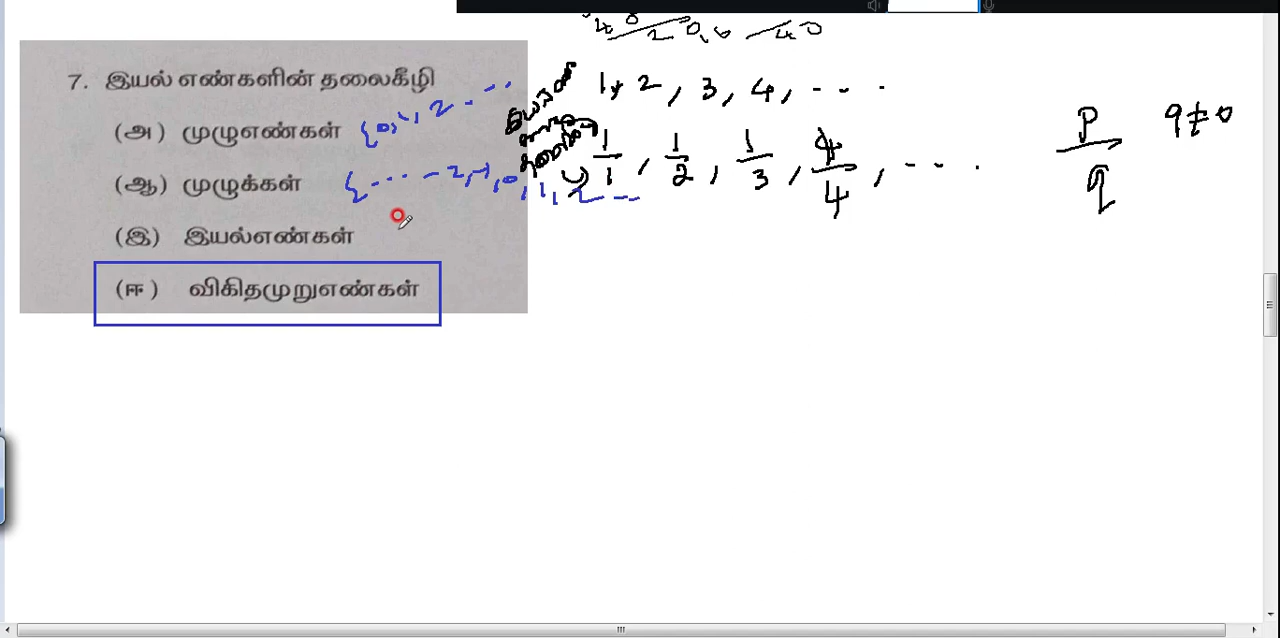 7. இயல் எண்களின் தலைகீழி
1, 2, 3, 4, ... .
(அ) முழுஎண்கள் {0, 1, 2 ... ..
1/1, 1/2, 1/3, 4/4, ... .
p/q q≠0
(ஆ) முழுக்கள் {... -2, -1, 0, 1, 2 ...
(இ) இயல்எண்கள்
(ஈ) விகிதமுறுஎண்கள்